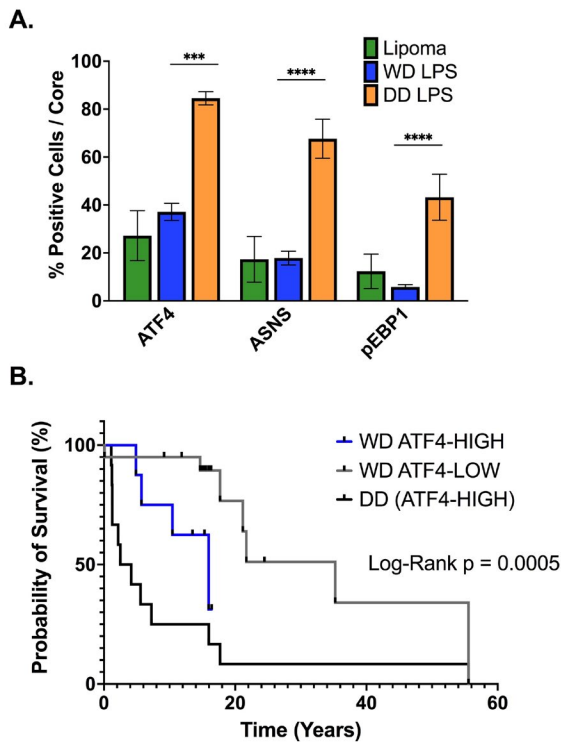 A.
Lipoma
WD LPS
DD LPS
***
****
****
% Positive Cells / Core
100
80
60
40
20
0
ATF4
ASNS
pEBP1
B.
WD ATF4-HIGH
WD ATF4-LOW
DD (ATF4-HIGH)
Log-Rank p = 0.0005
Probability of Survival (%)
100
50
0
0
20
40
60
Time (Years)